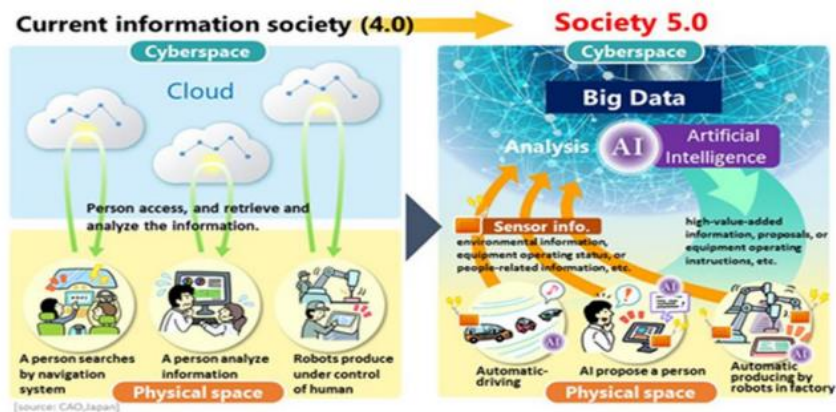 Current information society (4.0)
Society 5.0
Cyberspace
Cloud
Person access, and retrieve and
analyze the information.
A person searches
by navigation
system
A person analyze
information
Robots produce
under control
of human
Physical space
[source: CAO,Japan]
Cyberspace
Big Data
Analysis
AI
Artificial
Intelligence
Sensor info.
environmental information,
equipment operating status, or
people-related information, etc.
high-value-added
information, proposals, or
equipment operating
instructions, etc.
AI
AI
AI
Automatic-
driving
AI propose a person
Automatic
producing by
robots in factory
Physical space